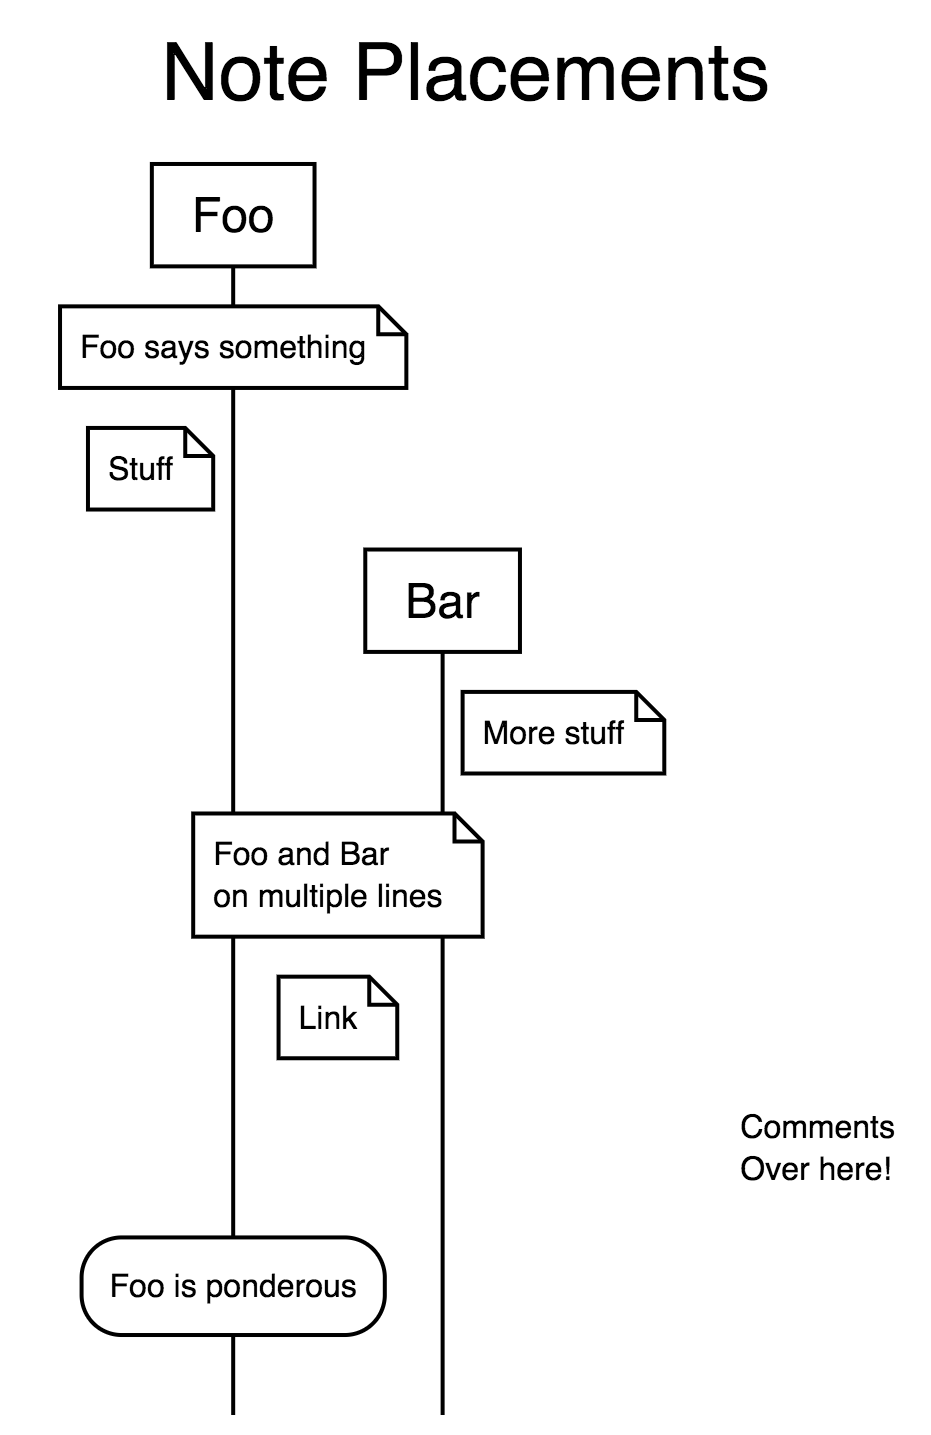 Note Placements
Foo
Foo says something
Stuff
Bar
More stuff
Foo and Bar
on multiple lines
Link
Comments
Over here!
Foo is ponderous